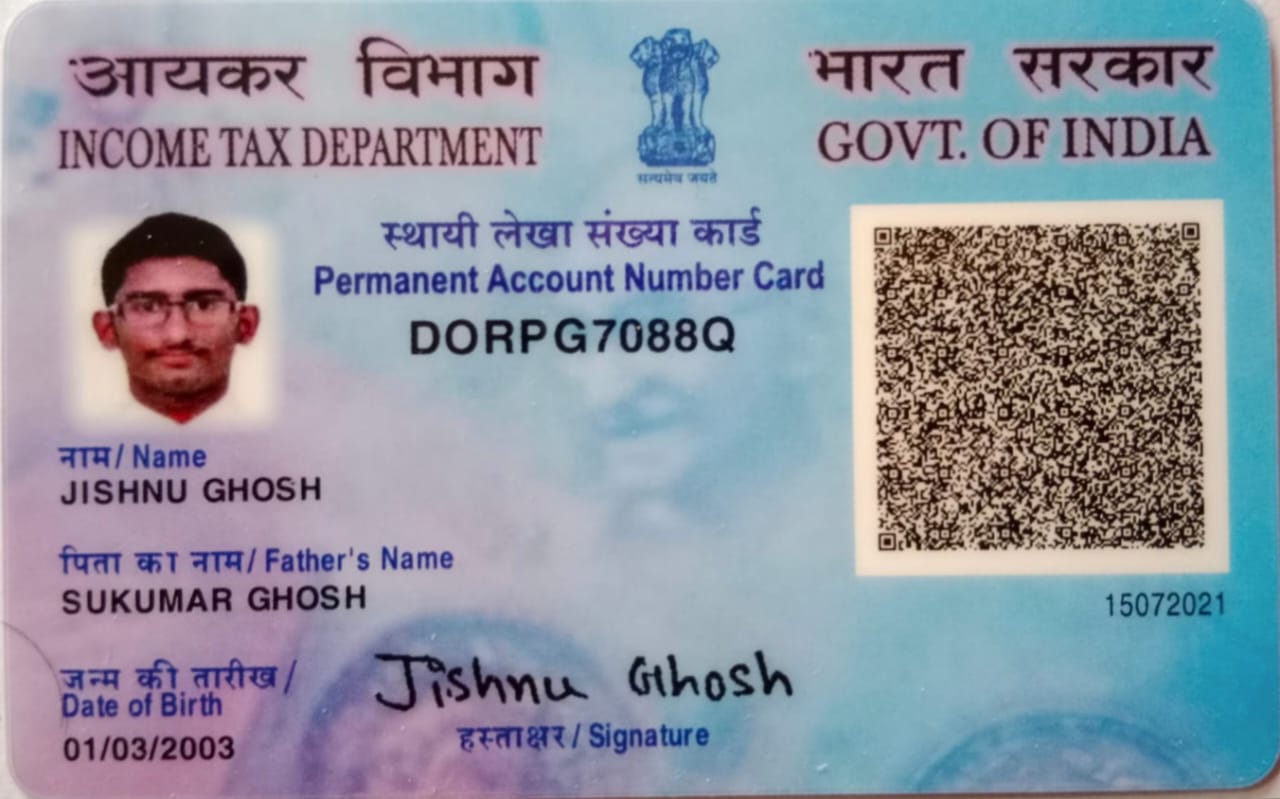 आयकर विभाग
INCOME TAX DEPARTMENT
सत्यमेव जयते
भारत सरकार
GOVT. OF INDIA
स्थायी लेखा संख्या कार्ड
Permanent Account Number Card
DORPG7088Q
नाम / Name
JISHNU GHOSH
पिता का नाम / Father's Name
SUKUMAR GHOSH
15072021
जन्म की तारीख /
Date of Birth
01/03/2003
Jishnu Ghosh
हस्ताक्षर / Signature